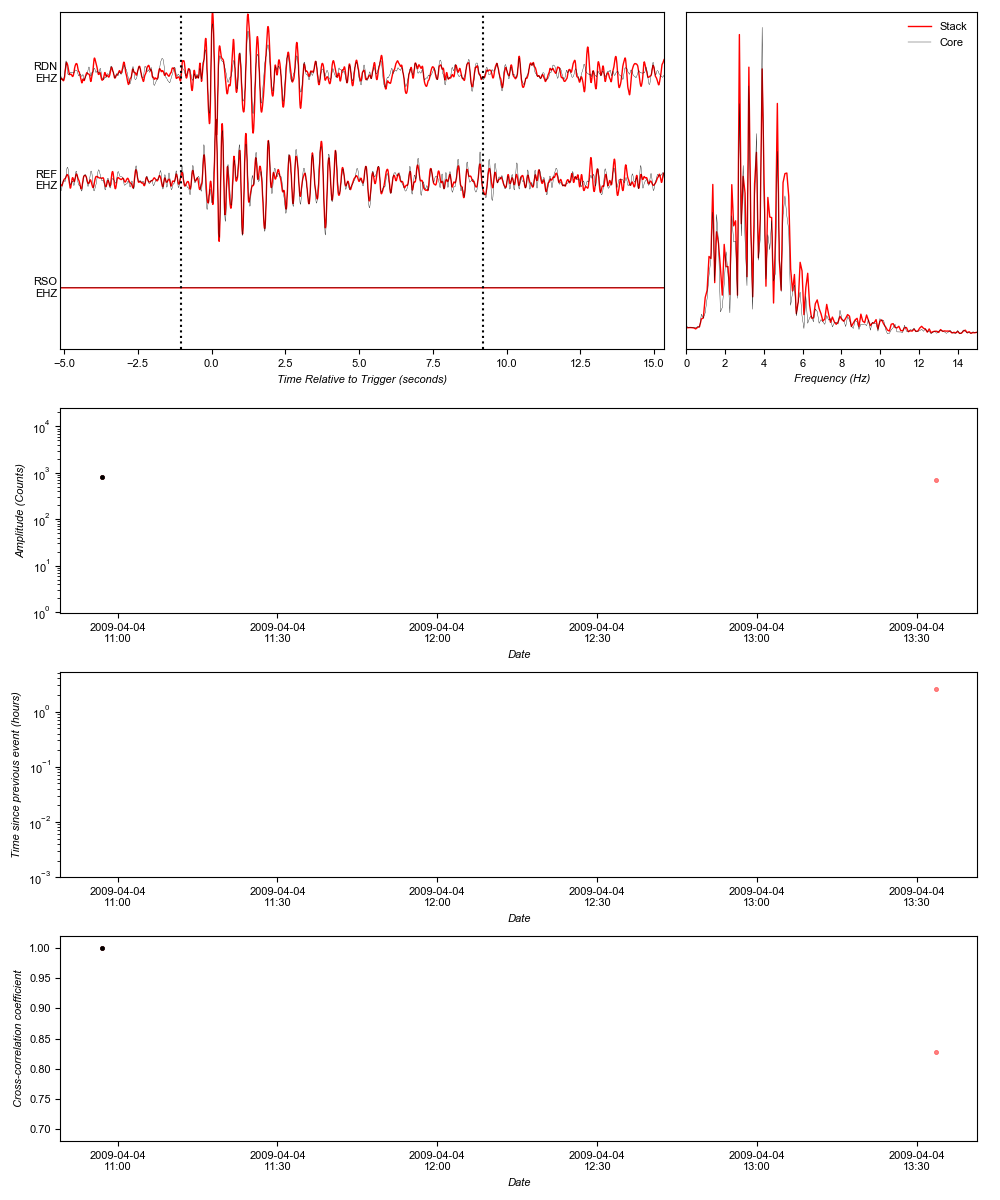 RDN
EHZ
REF
EHZ
RSO
EHZ
−5.0 −2.5 0.0 2.5 5.0 7.5 10.0 12.5 15.0
Time Relative to Trigger (seconds)
Stack
Core
0 2 4 6 8 10 12 14
Frequency (Hz)
10^4
10^3
10^2
10^1
10^0
Amplitude (Counts)
2009-04-04 2009-04-04 2009-04-04 2009-04-04 2009-04-04 2009-04-04
11:00 11:30 12:00 12:30 13:00 13:30
Date
10^0
10^−1
10^−2
10^−3
Time since previous event (hours)
2009-04-04 2009-04-04 2009-04-04 2009-04-04 2009-04-04 2009-04-04
11:00 11:30 12:00 12:30 13:00 13:30
Date
1.00
0.95
0.90
0.85
0.80
0.75
0.70
Cross-correlation coefficient
2009-04-04 2009-04-04 2009-04-04 2009-04-04 2009-04-04 2009-04-04
11:00 11:30 12:00 12:30 13:00 13:30
Date